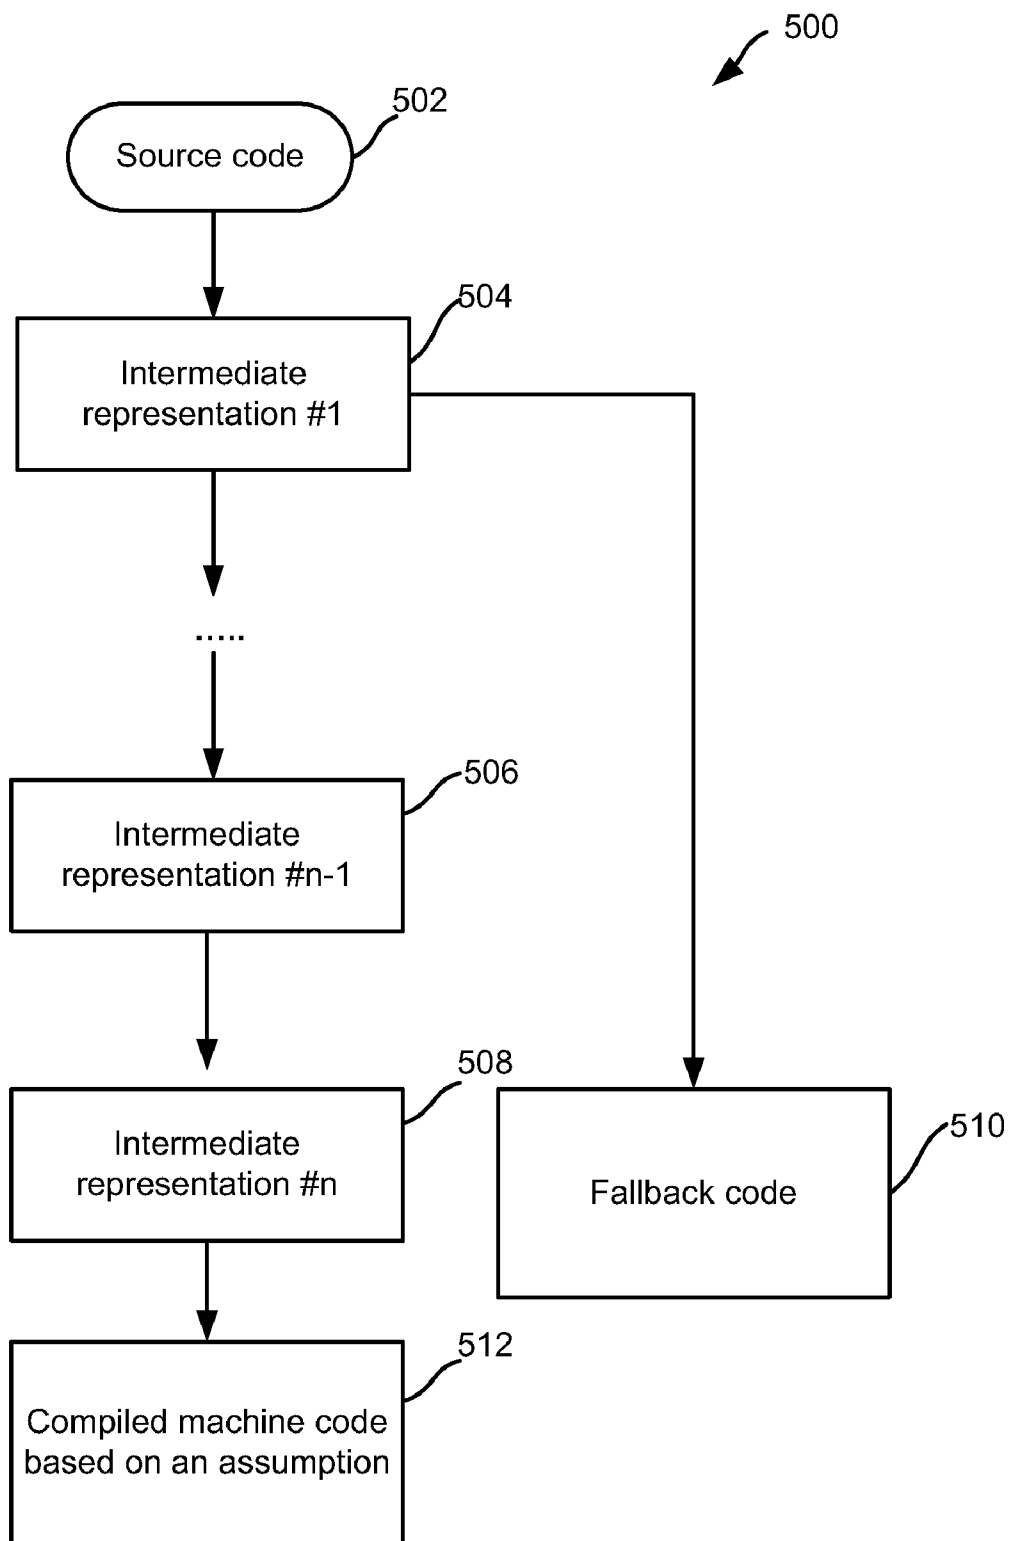 500
502
Source code
504
Intermediate
representation #1
.....
506
Intermediate
representation #n-1
508
Intermediate
representation #n
510
Fallback code
512
Compiled machine code
based on an assumption